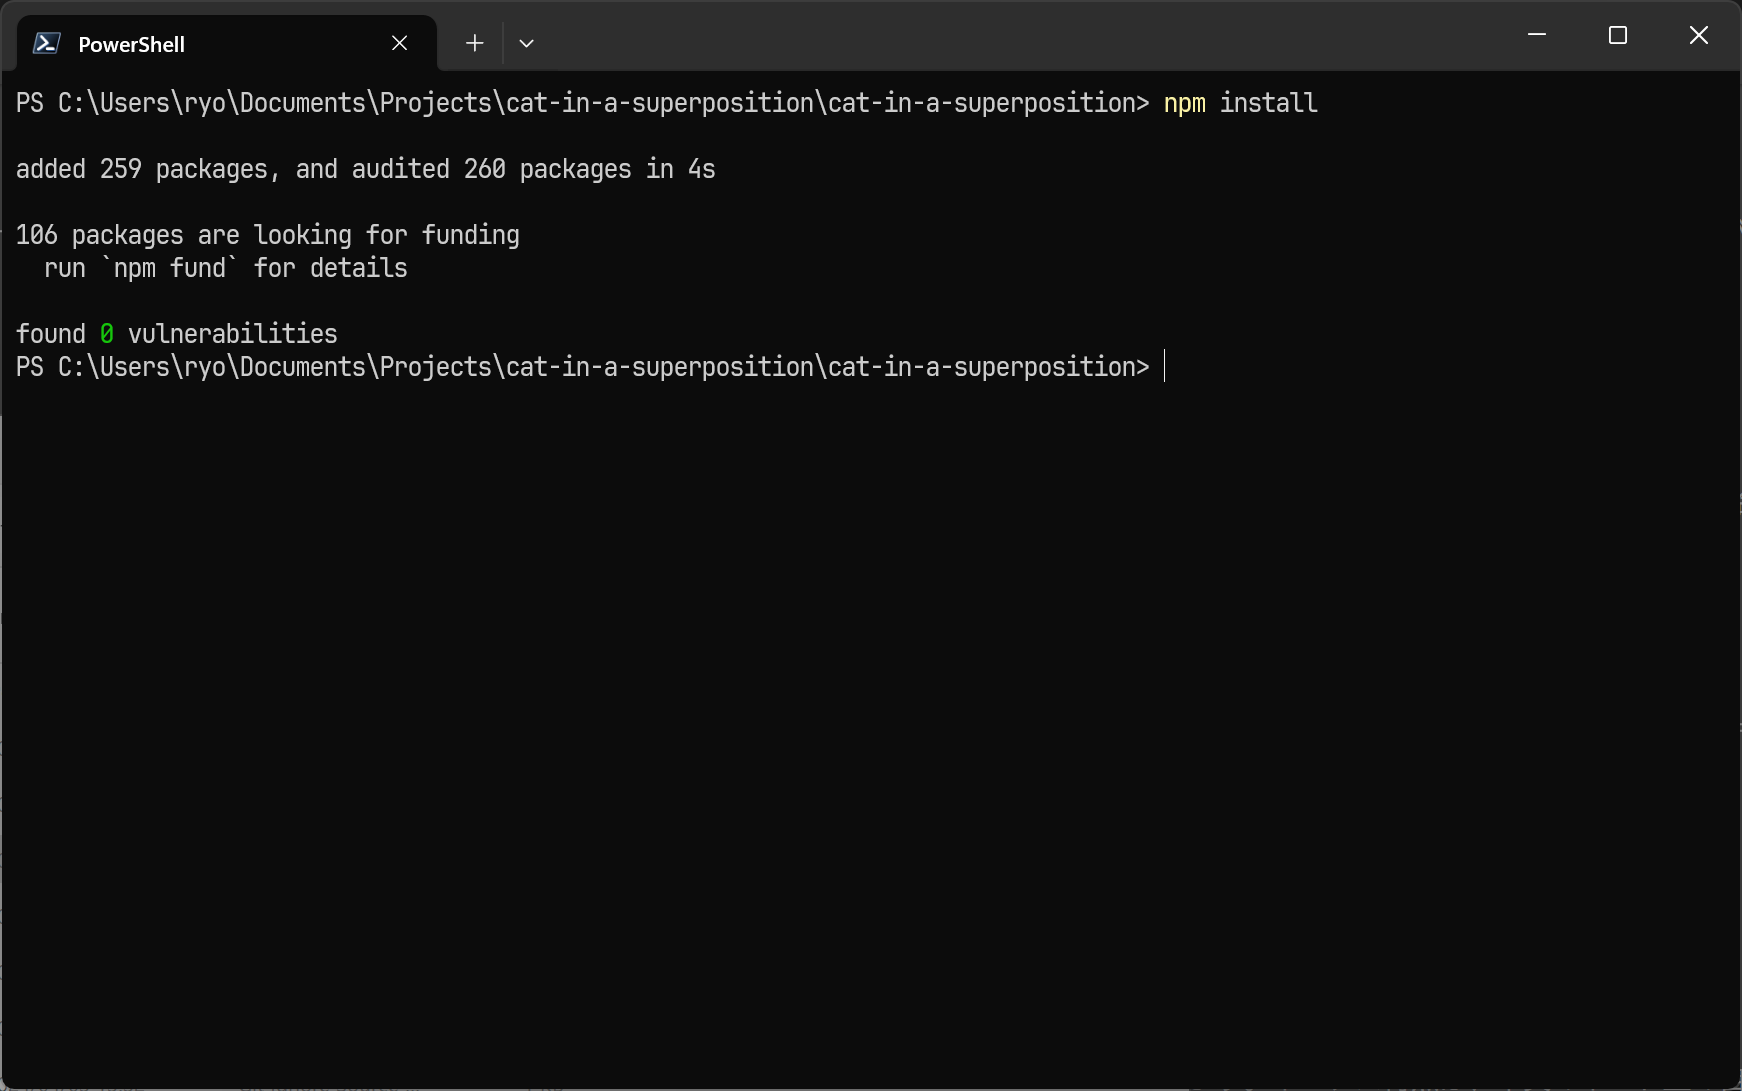 PowerShell
PS C:\Users\ryo\Documents\Projects\cat-in-a-superposition\cat-in-a-superposition> npm install
added 259 packages, and audited 260 packages in 4s
106 packages are looking for funding
  run `npm fund` for details
found 0 vulnerabilities
PS C:\Users\ryo\Documents\Projects\cat-in-a-superposition\cat-in-a-superposition>